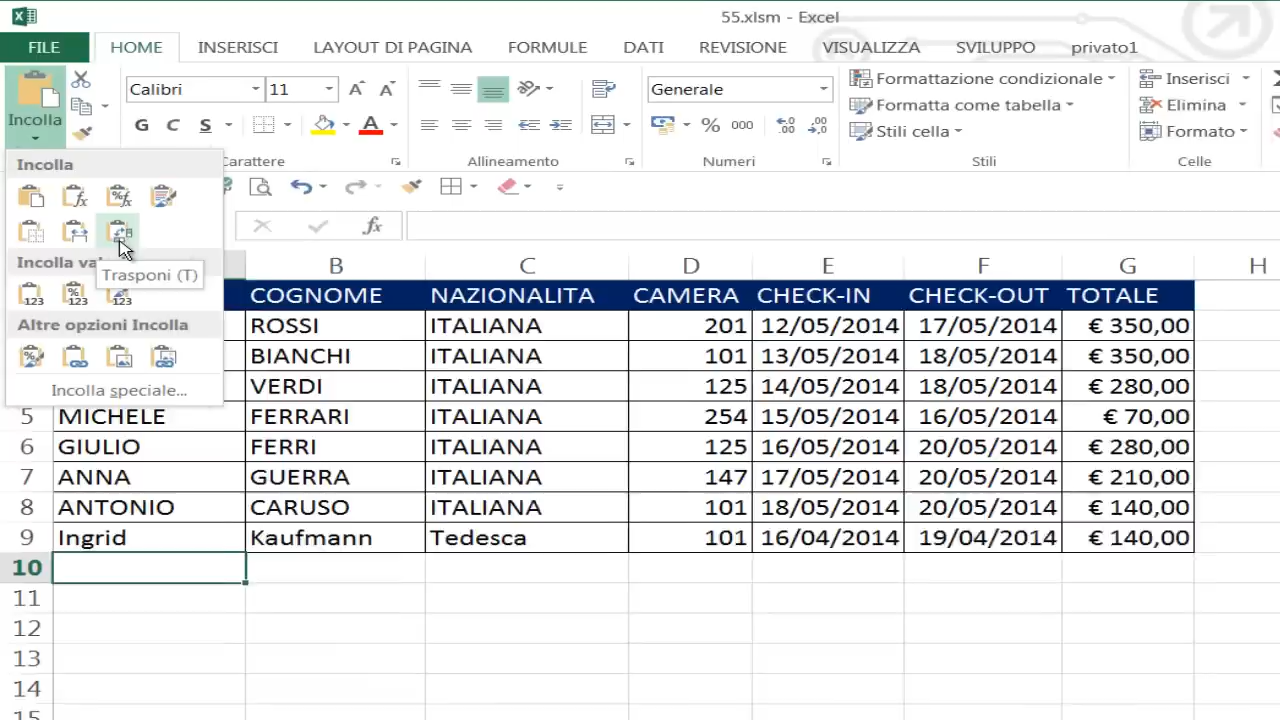 55.xlsm - Excel
FILE HOME INSERISCI LAYOUT DI PAGINA FORMULE DATI REVISIONE VISUALIZZA SVILUPPO privato1
Incolla
Calibri 11
G C S
Generale
% 000
Formattazione condizionale
Formatta come tabella
Stili cella
Inserisci
Elimina
Formato
Carattere Allineamento Numeri Stili Celle
Incolla
Incolla va
Trasponi (T)
Altre opzioni Incolla
Incolla speciale...
fx
B C D E F G H
COGNOME NAZIONALITA CAMERA CHECK-IN CHECK-OUT TOTALE
ROSSI ITALIANA 201 12/05/2014 17/05/2014 € 350,00
BIANCHI ITALIANA 101 13/05/2014 18/05/2014 € 350,00
VERDI ITALIANA 125 14/05/2014 18/05/2014 € 280,00
5 MICHELE FERRARI ITALIANA 254 15/05/2014 16/05/2014 € 70,00
6 GIULIO FERRI ITALIANA 125 16/05/2014 20/05/2014 € 280,00
7 ANNA GUERRA ITALIANA 147 17/05/2014 20/05/2014 € 210,00
8 ANTONIO CARUSO ITALIANA 101 18/05/2014 20/05/2014 € 140,00
9 Ingrid Kaufmann Tedesca 101 16/04/2014 19/04/2014 € 140,00
10
11
12
13
14